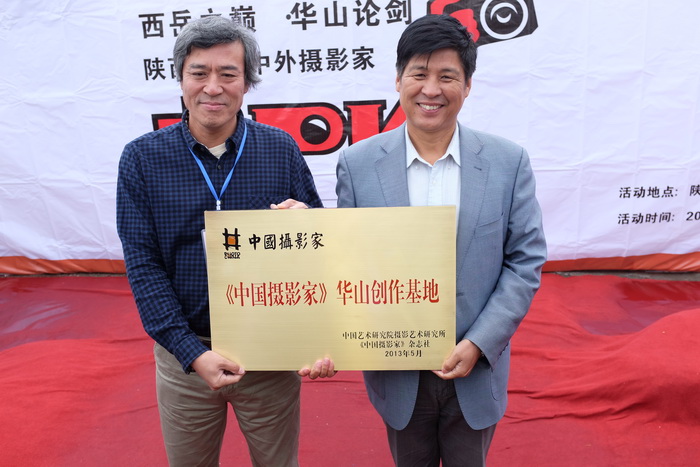 西岳之巅 ·华山论剑
陕西 中外摄影家
活动地点: 陕
活动时间: 20
中國攝影家
《中国摄影家》华山创作基地
中国艺术研究院摄影艺术研究所
《中国摄影家》杂志社
2013年5月